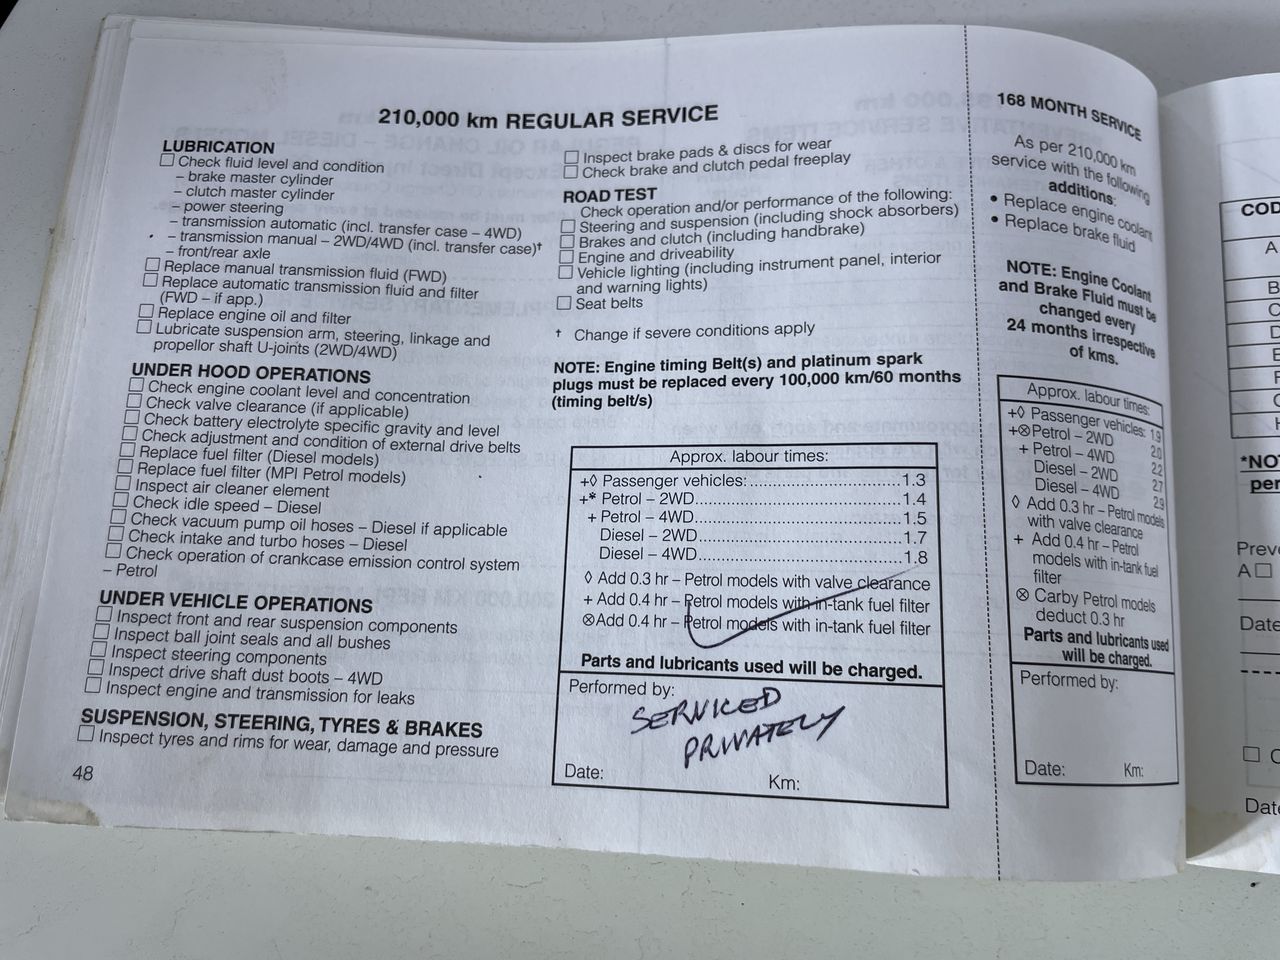 210,000 km REGULAR SERVICE
LUBRICATION
Check fluid level and condition
– brake master cylinder
– clutch master cylinder
– power steering
– transmission automatic (incl. transfer case – 4WD)
– transmission manual – 2WD/4WD (incl. transfer case)†
– front/rear axle
Replace manual transmission fluid (FWD)
Replace automatic transmission fluid and filter
(FWD – if app.)
Replace engine oil and filter
Lubricate suspension arm, steering, linkage and
propellor shaft U-joints (2WD/4WD)
UNDER HOOD OPERATIONS
Check engine coolant level and concentration
Check valve clearance (if applicable)
Check battery electrolyte specific gravity and level
Check adjustment and condition of external drive belts
Replace fuel filter (Diesel models)
Replace fuel filter (MPI Petrol models)
Inspect air cleaner element
Check idle speed – Diesel
Check vacuum pump oil hoses – Diesel if applicable
Check intake and turbo hoses – Diesel
Check operation of crankcase emission control system
– Petrol
UNDER VEHICLE OPERATIONS
Inspect front and rear suspension components
Inspect ball joint seals and all bushes
Inspect steering components
Inspect drive shaft dust boots – 4WD
Inspect engine and transmission for leaks
SUSPENSION, STEERING, TYRES & BRAKES
Inspect tyres and rims for wear, damage and pressure
48
Inspect brake pads & discs for wear
Check brake and clutch pedal freeplay
ROAD TEST
Check operation and/or performance of the following:
Steering and suspension (including shock absorbers)
Brakes and clutch (including handbrake)
Engine and driveability
Vehicle lighting (including instrument panel, interior
and warning lights)
Seat belts
† Change if severe conditions apply
NOTE: Engine timing Belt(s) and platinum spark
plugs must be replaced every 100,000 km/60 months
(timing belt/s)
Approx. labour times:
+◊ Passenger vehicles:..............................1.3
+* Petrol – 2WD..............................1.4
+ Petrol – 4WD..............................1.5
Diesel – 2WD..............................1.7
Diesel – 4WD..............................1.8
◊ Add 0.3 hr – Petrol models with valve clearance
+ Add 0.4 hr – Petrol models with in-tank fuel filter
⊗Add 0.4 hr – Petrol models with in-tank fuel filter
Parts and lubricants used will be charged.
Performed by:
SERVICED
PRIVATELY
Date: Km:
168 MONTH SERVICE
As per 210,000 km
service with the following
additions:
• Replace engine coolant
• Replace brake fluid
NOTE: Engine Coolant
and Brake Fluid must be
changed every
24 months irrespective
of kms.
Approx. labour times:
+◊ Passenger vehicles: 1.9
+⊗ Petrol – 2WD 2.0
+ Petrol – 4WD 2.2
Diesel – 2WD 2.7
Diesel – 4WD 2.9
◊ Add 0.3 hr – Petrol models
with valve clearance
+ Add 0.4 hr – Petrol
models with in-tank fuel
filter
⊗ Carby Petrol models
deduct 0.3 hr
Parts and lubricants used
will be charged.
Performed by:
Date: Km:
COD
A
B
C
D
E
F
*NO
per
Prev
A
Date
C
Date